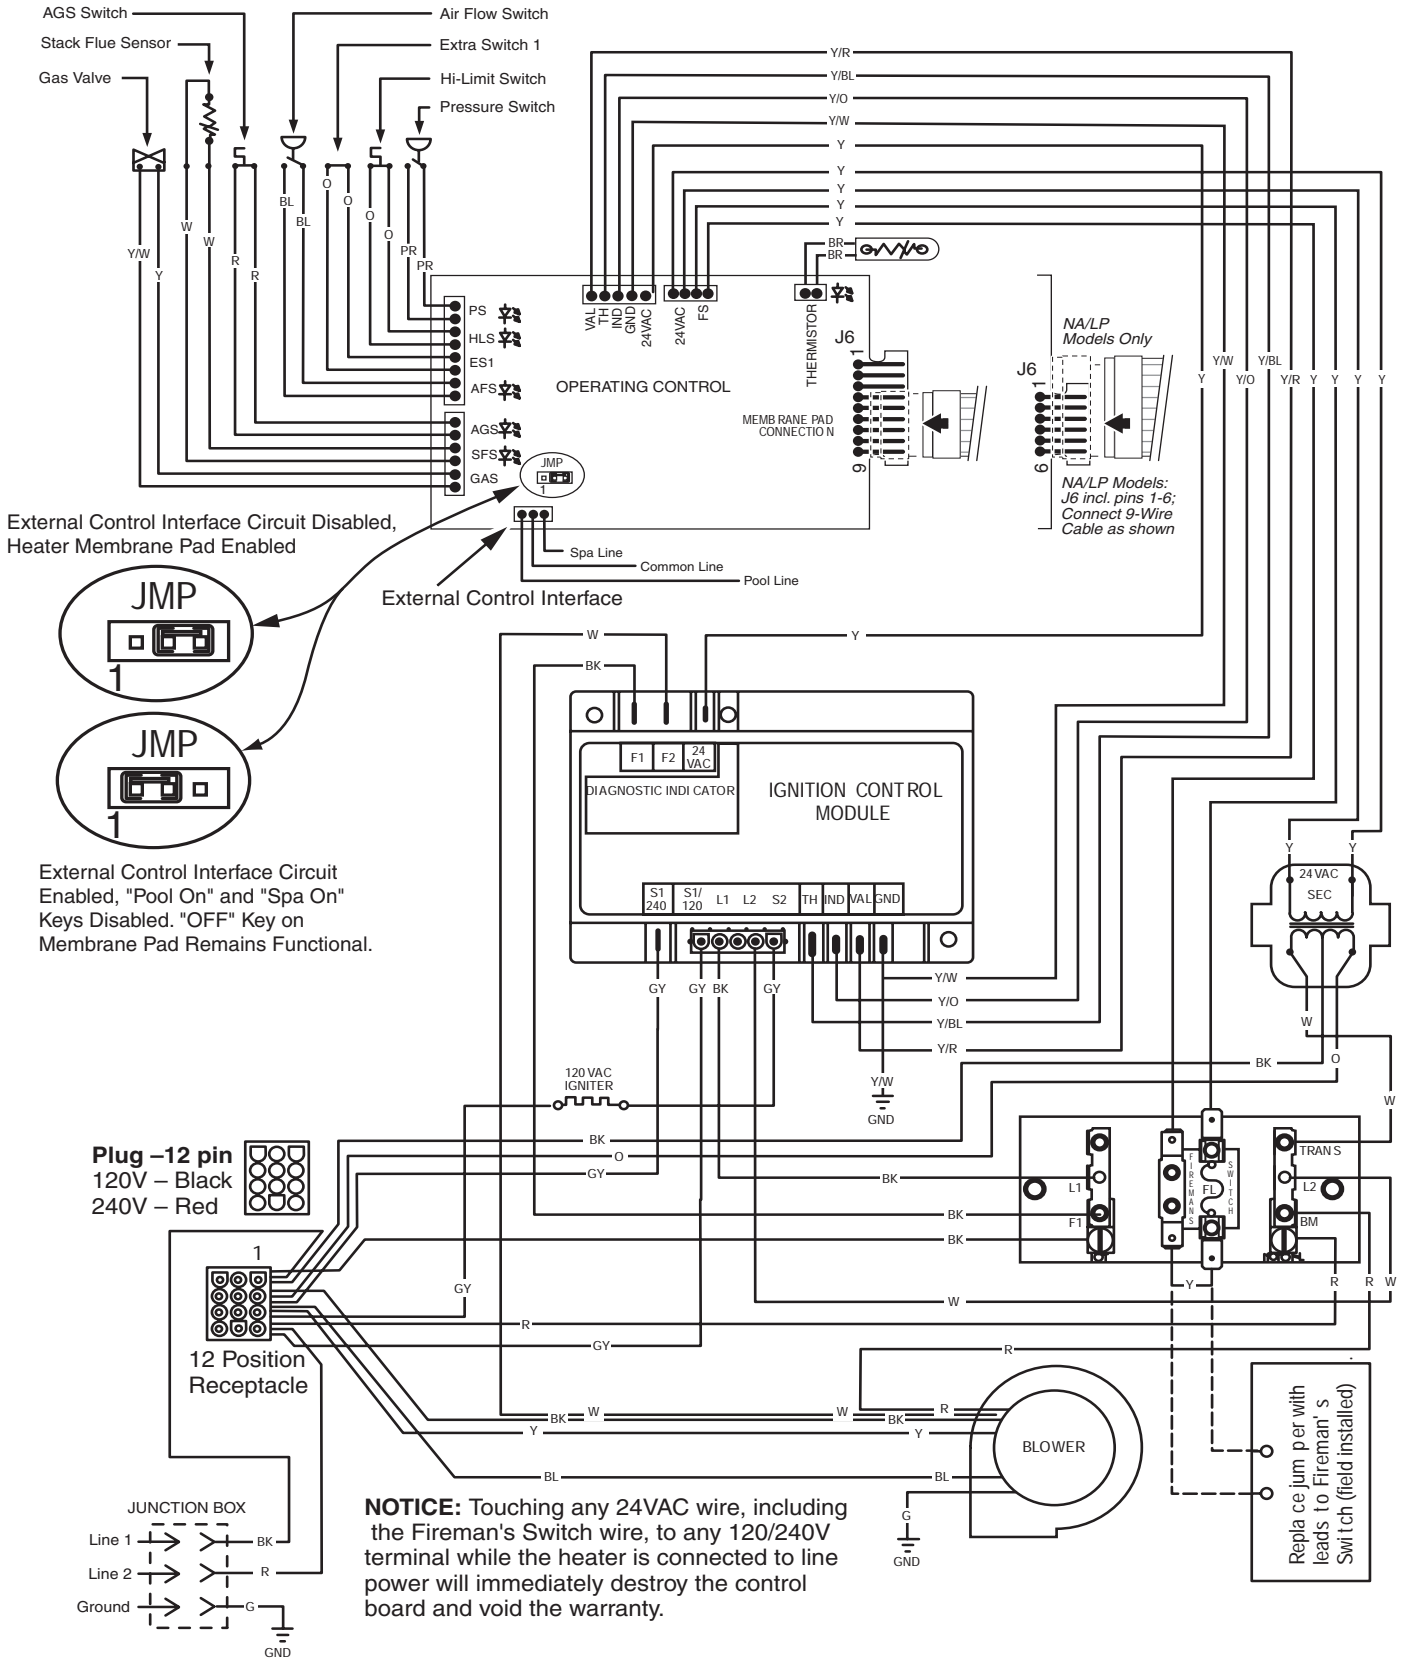 AGS Switch
Stack Flue Sensor
Gas Valve
Air Flow Switch
Extra Switch 1
Hi-Limit Switch
Pressure Switch
Y/R
Y/BL
Y/O
Y/W
Y
Y
Y
Y
Y
BR
BR
Y/W
Y
W
W
R
R
BL
BL
O
O
O
O
PR
PR
VAL
TH
IND
GND
24VAC
24VAC
FS
THERMISTOR
PS
HLS
ES1
AFS
AGS
SFS
GAS
OPERATING CONTROL
JMP
1
J6
1
9
MEMBRANE PAD
CONNECTION
J6
1
6
NA/LP
Models Only
NA/LP Models:
J6 incl. pins 1-6;
Connect 9-Wire
Cable as shown
Y
Y/W
Y/O
Y/BL
Y/R
Y
Y
Y
Y
Spa Line
Common Line
Pool Line
External Control Interface
External Control Interface Circuit Disabled,
Heater Membrane Pad Enabled
JMP
1
JMP
1
External Control Interface Circuit
Enabled, "Pool On" and "Spa On"
Keys Disabled. "OFF" Key on
Membrane Pad Remains Functional.
W
BK
Y
F1
F2
24
VAC
DIAGNOSTIC INDICATOR
IGNITION CONTROL
MODULE
S1
240
S1/
120
L1
L2
S2
TH
IND
VAL
GND
GY
GY
BK
GY
Y/W
Y/O
Y/BL
Y/R
Y/W
GND
Y
Y
24VAC
SEC
W
BK
O
W
120 VAC
IGNITER
BK
O
GY
BK
BK
BK
L1
F1
FIREMANS
FL
SWITCH
TRANS
L2
BM
Y
R
R
W
Plug –12 pin
120V – Black
240V – Red
1
12 Position
Receptacle
GY
W
R
GY
R
W
BK
Y
BL
W
BK
R
Y
BL
G
GND
BLOWER
Replace jumper with
leads to Fireman's
Switch (field installed)
JUNCTION BOX
Line 1
Line 2
Ground
BK
R
G
GND
NOTICE: Touching any 24VAC wire, including
the Fireman's Switch wire, to any 120/240V
terminal while the heater is connected to line
power will immediately destroy the control
board and void the warranty.